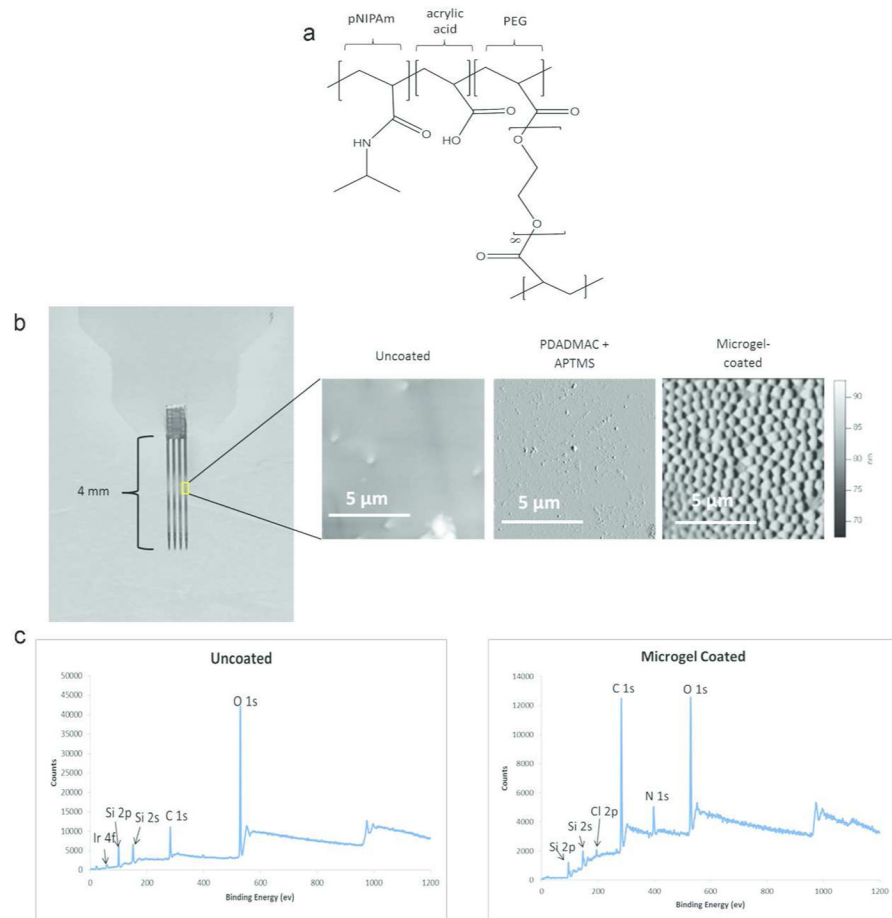 a
pNIPAm
acrylic
acid
PEG
HN
O
HO
O
O
O
O
8
O
b
4 mm
Uncoated
PDADMAC +
APTMS
Microgel-
coated
5 µm
5 µm
5 µm
90
85
80
75
70
nm
c
Uncoated
50000
45000
40000
35000
30000
25000
20000
15000
10000
5000
0
Counts
0
200
400
600
800
1000
1200
Binding Energy (ev)
Ir 4f
Si 2p
Si 2s
C 1s
O 1s
Microgel Coated
14000
12000
10000
8000
6000
4000
2000
0
Counts
0
200
400
600
800
1000
1200
Binding Energy (ev)
Si 2p
Si 2s
Cl 2p
C 1s
N 1s
O 1s